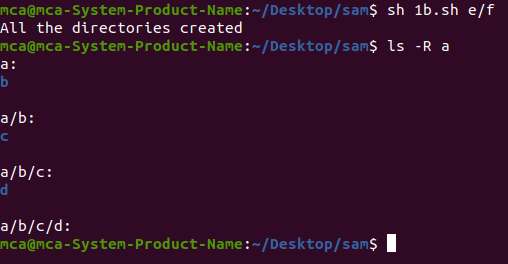 mca@mca-System-Product-Name:~/Desktop/sam$ sh 1b.sh e/f
All the directories created
mca@mca-System-Product-Name:~/Desktop/sam$ ls -R a
a:
b
a/b:
c
a/b/c:
d
a/b/c/d:
mca@mca-System-Product-Name:~/Desktop/sam$